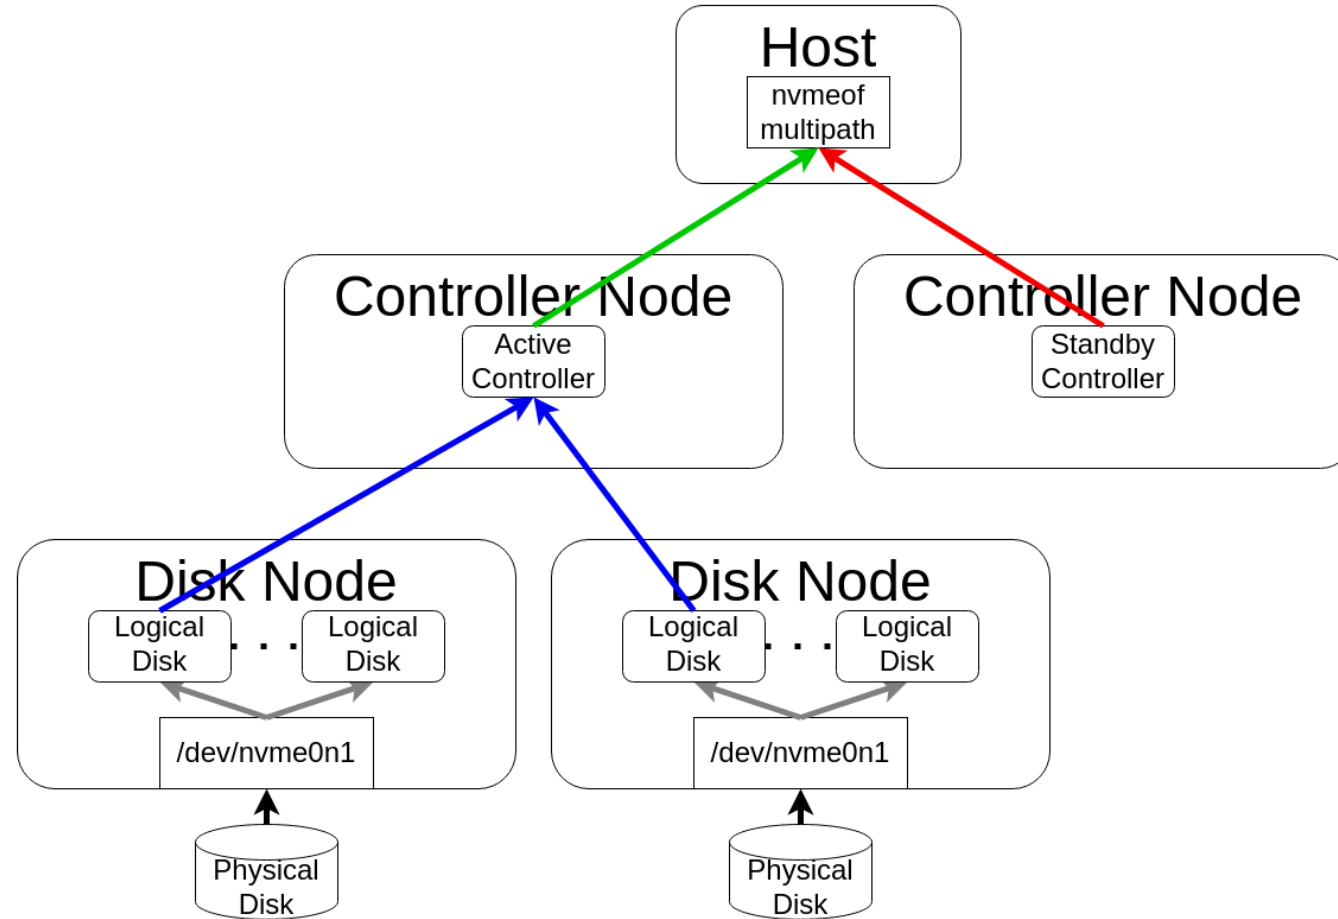 Host
nvmeof
multipath
Controller Node
Active
Controller
Controller Node
Standby
Controller
Disk Node
Logical
Disk
. . .
Logical
Disk
/dev/nvme0n1
Physical
Disk
Disk Node
Logical
Disk
. . .
Logical
Disk
/dev/nvme0n1
Physical
Disk